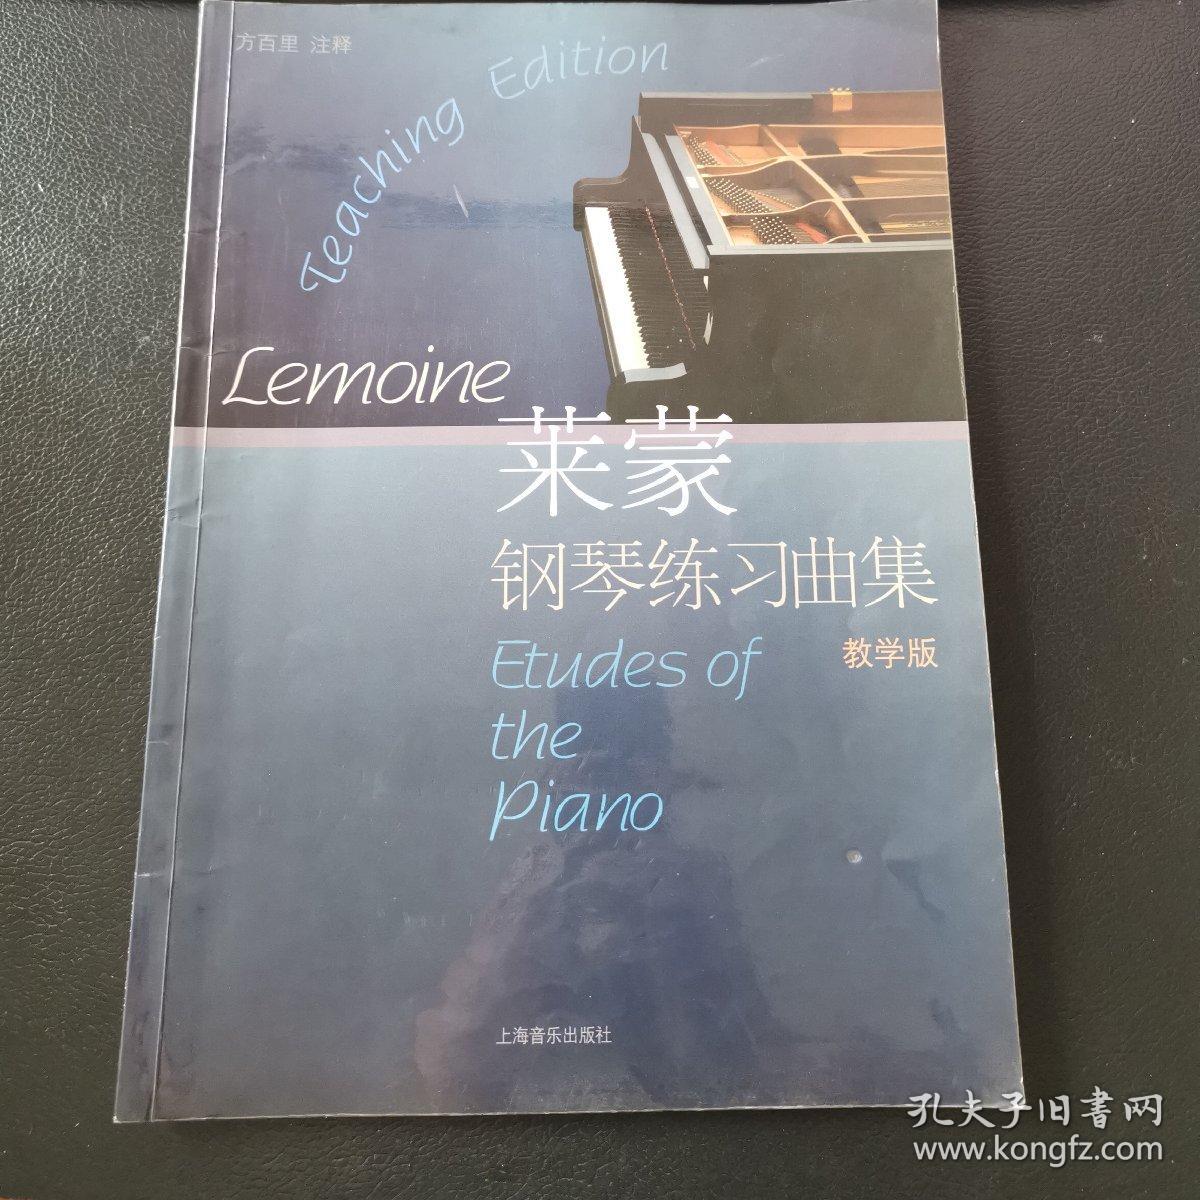 方百里 注释
Teaching Edition
Lemoine
莱蒙
钢琴练习曲集
教学版
Etudes of
the
Piano
上海音乐出版社
孔夫子旧書网
www.kongfz.com